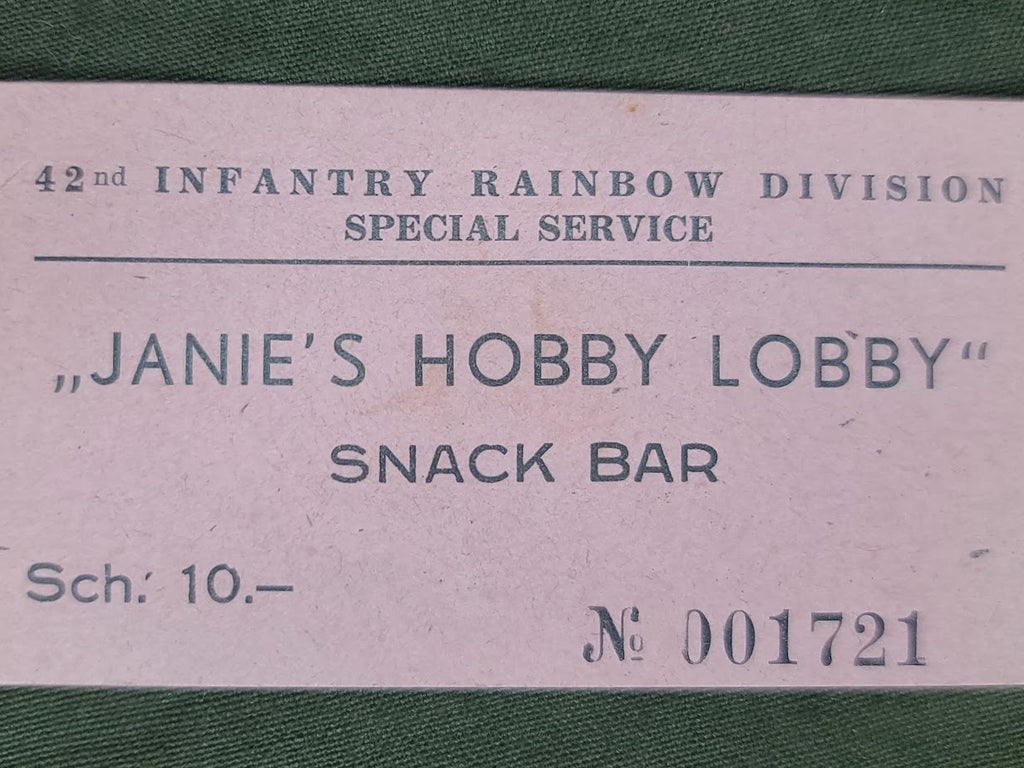 42nd INFANTRY RAINBOW DIVISION
SPECIAL SERVICE
„JANIE'S HOBBY LOBBY“
SNACK BAR
Sch: 10.—
№ 001721